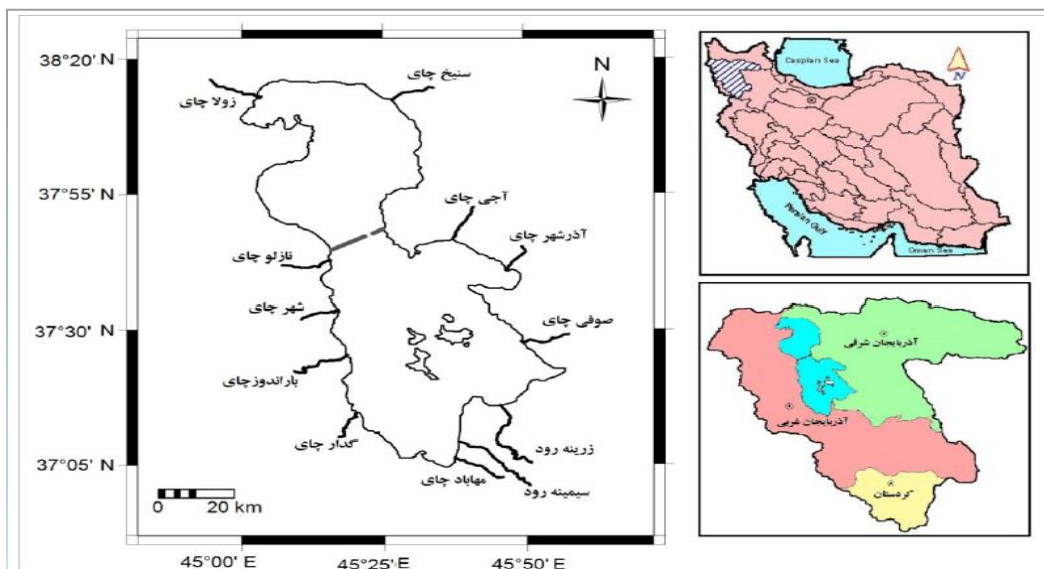 38°20' N
37°55' N
37°30' N
37°05' N
زولا چای
سنیخ چای
N
آجی چای
آذرشهر چای
نازلو چای
شهر چای
صوفی چای
باراندوزچای
گدار چای
زرینه رود
مهاباد چای
سیمینه رود
0 20 km
45°00' E
45°25' E
45°50' E
Caspian Sea
N
Persian Gulf
Oman Sea
آذربایجان شرقی
آذربایجان غربی
کردستان